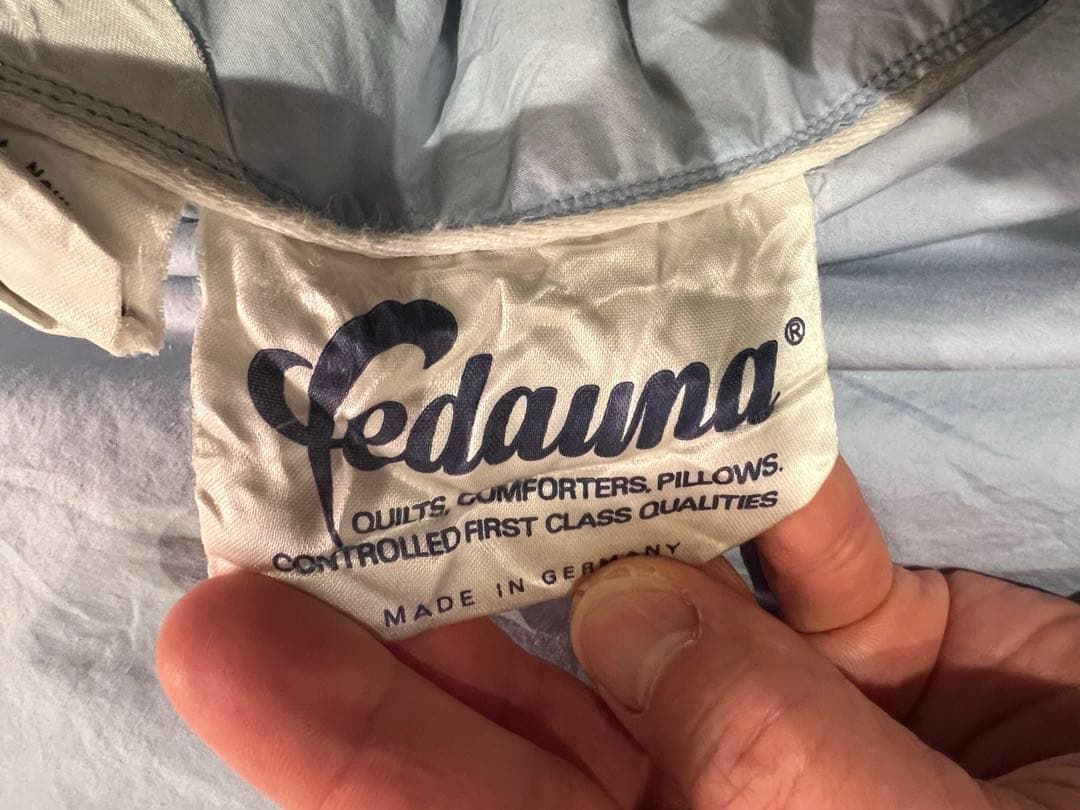 Fedauna®
QUILTS, COMFORTERS, PILLOWS.
CONTROLLED FIRST CLASS QUALITIES
MADE IN GERMANY